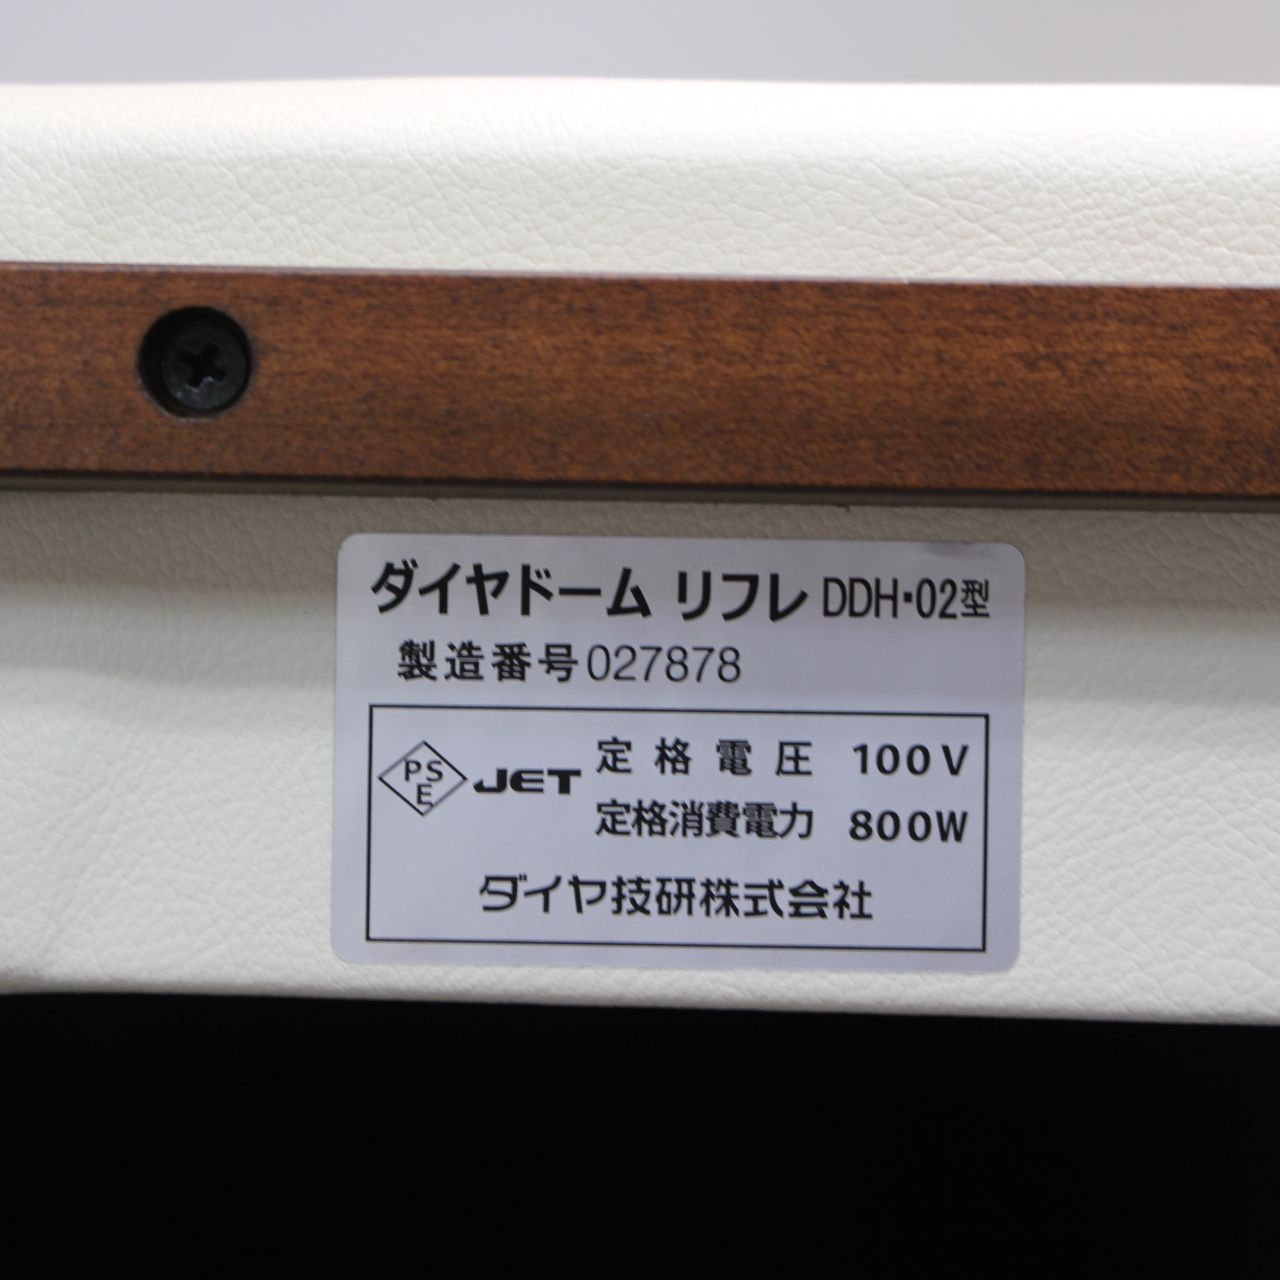 ダイヤドーム リフレ DDH・02型
製造番号027878
PSE JET 定格電圧 100V
定格消費電力 800W
ダイヤ技研株式会社